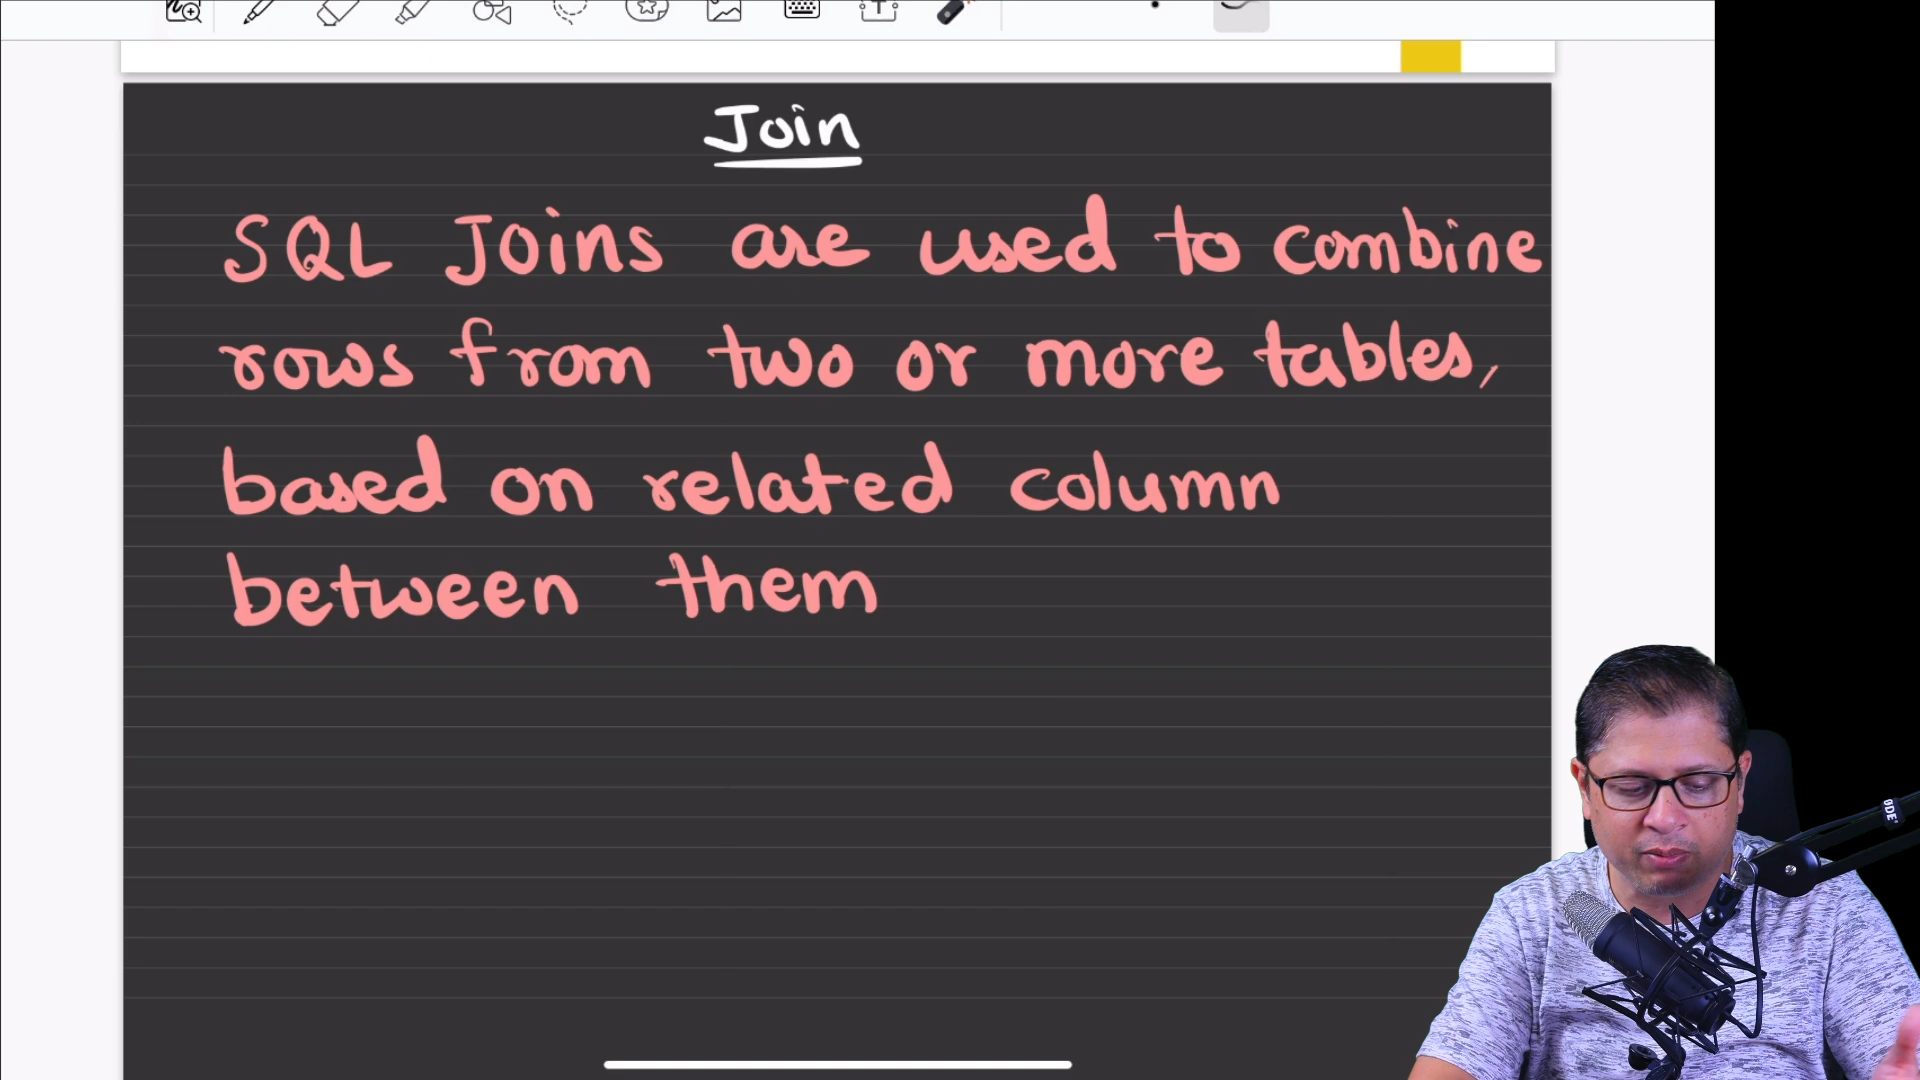 Join
SQL Joins are used to combine
rows from two or more tables,
based on related column
between them